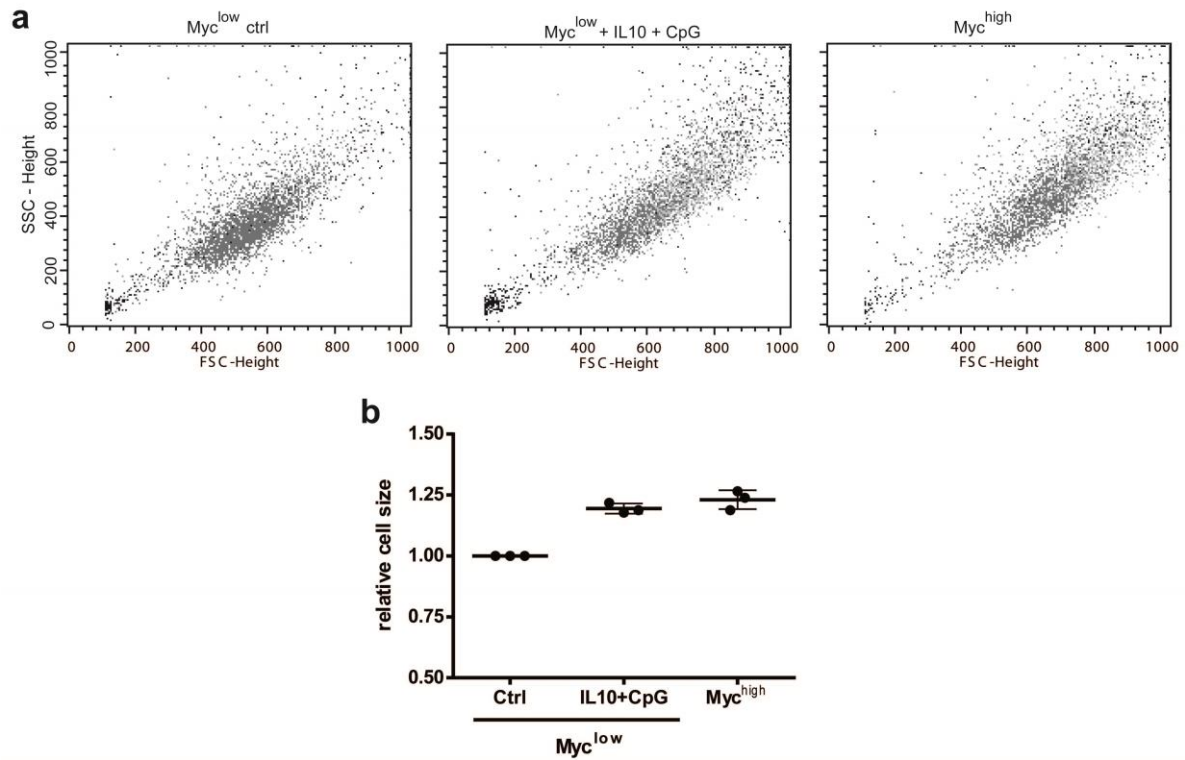 a
Myc^low ctrl
Myc^low + IL10 + CpG
Myc^high
SSC - Height
1000
800
600
400
200
0
0 200 400 600 800 1000
FSC-Height
0 200 400 600 800 1000
FSC-Height
0 200 400 600 800 1000
FSC-Height
b
relative cell size
1.50
1.25
1.00
0.75
0.50
Ctrl IL10+CpG Myc^high
Myc^low